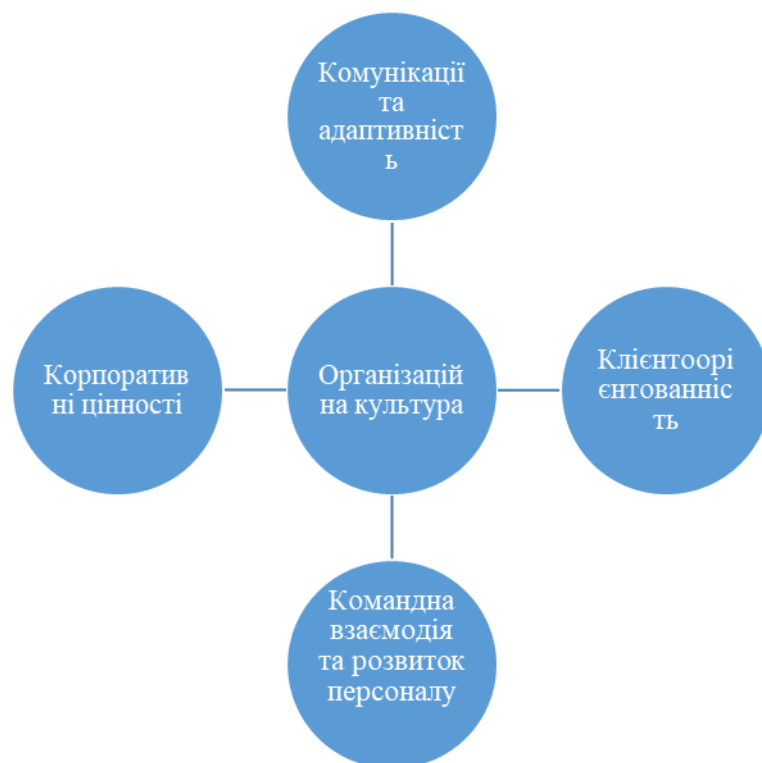 Комунікації
та
адаптивніст
ь
Корпоратив
ні цінності
Організацій
на культура
Клієнтоорі
єнтованніс
ть
Командна
взаємодія
та розвиток
персоналу